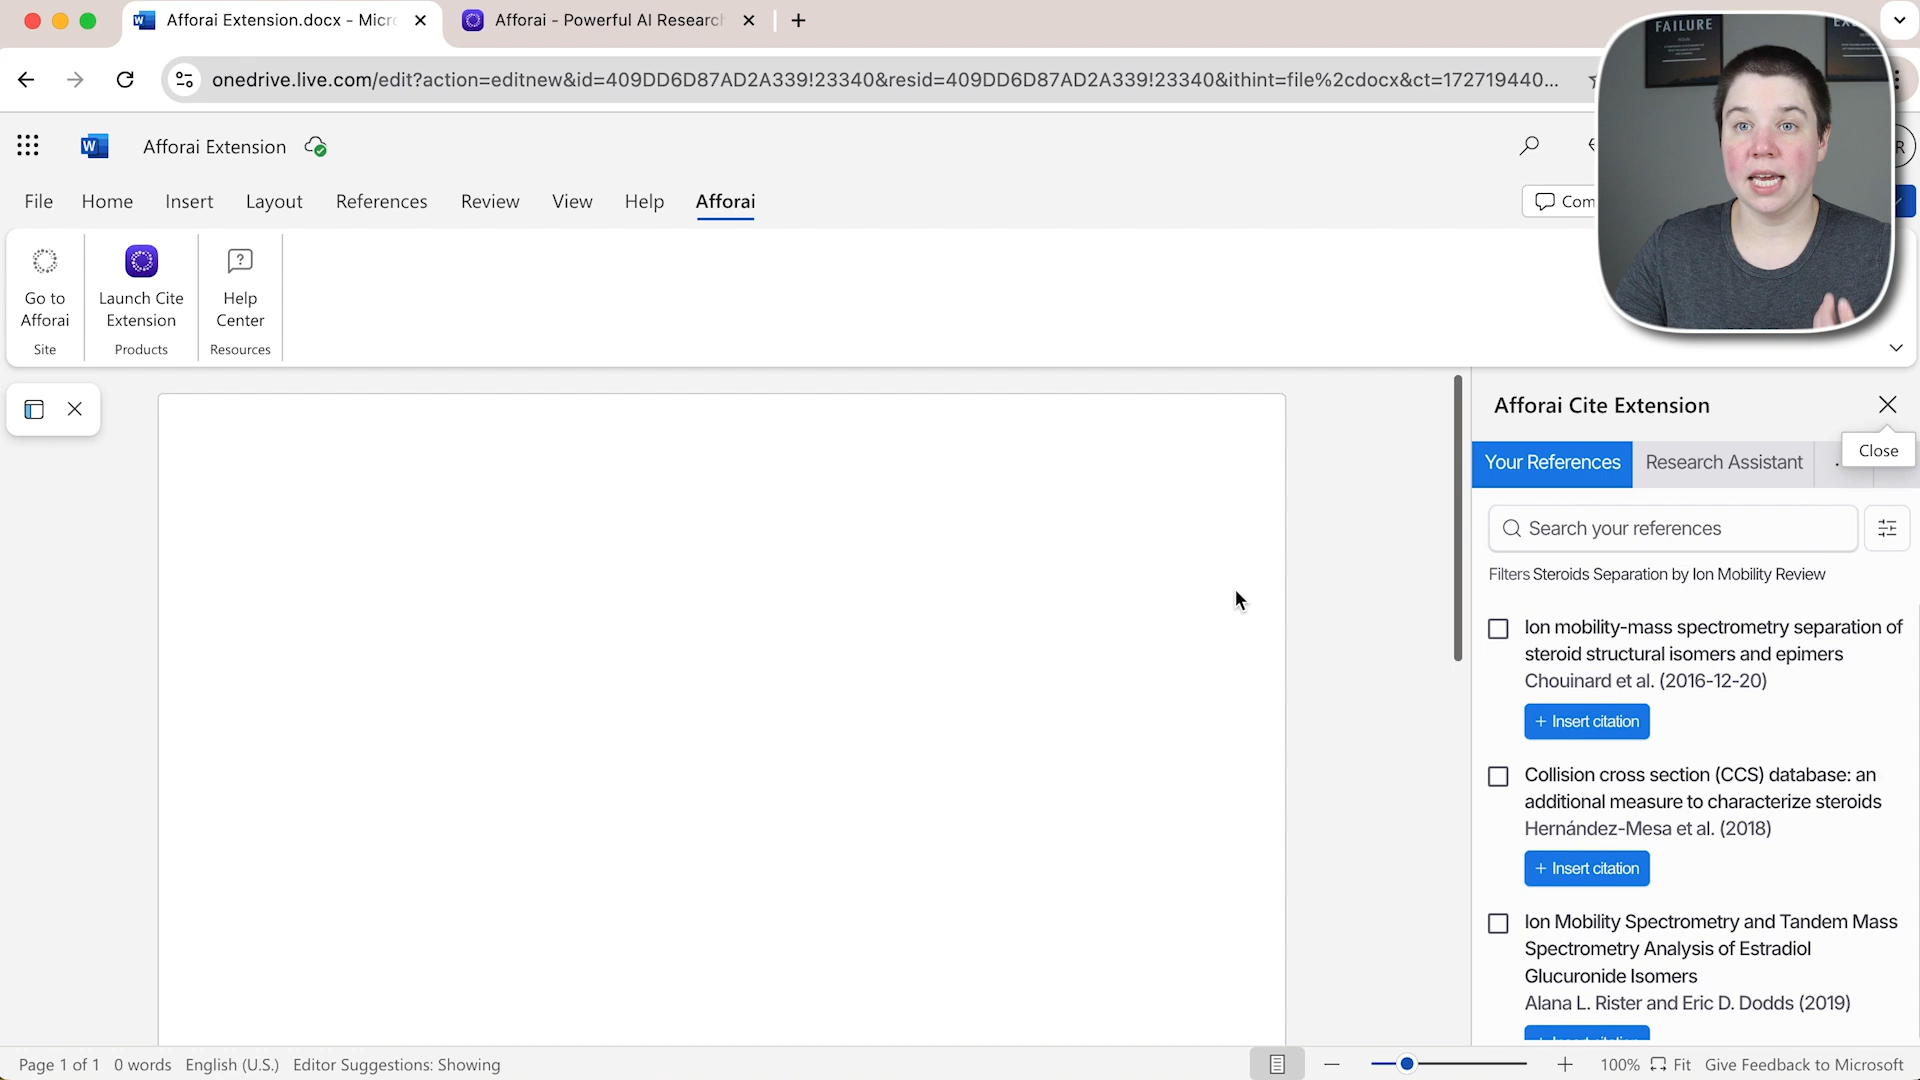 Afforai Extension.docx - Micr
Afforai - Powerful AI Research
onedrive.live.com/edit?action=editnew&id=409DD6D87AD2A339!23340&resid=409DD6D87AD2A339!23340&ithint=file%2cdocx&ct=172719440...
FAILURE
Afforai Extension
File Home Insert Layout References Review View Help Afforai
Com
Go to Afforai
Launch Cite Extension
Help Center
Site
Products
Resources
Afforai Cite Extension
Close
Your References
Research Assistant
Search your references
Filters Steroids Separation by Ion Mobility Review
Ion mobility-mass spectrometry separation of
steroid structural isomers and epimers
Chouinard et al. (2016-12-20)
+ Insert citation
Collision cross section (CCS) database: an
additional measure to characterize steroids
Hernández-Mesa et al. (2018)
+ Insert citation
Ion Mobility Spectrometry and Tandem Mass
Spectrometry Analysis of Estradiol
Glucuronide Isomers
Alana L. Rister and Eric D. Dodds (2019)
Page 1 of 1 0 words English (U.S.) Editor Suggestions: Showing
100% Fit Give Feedback to Microsoft